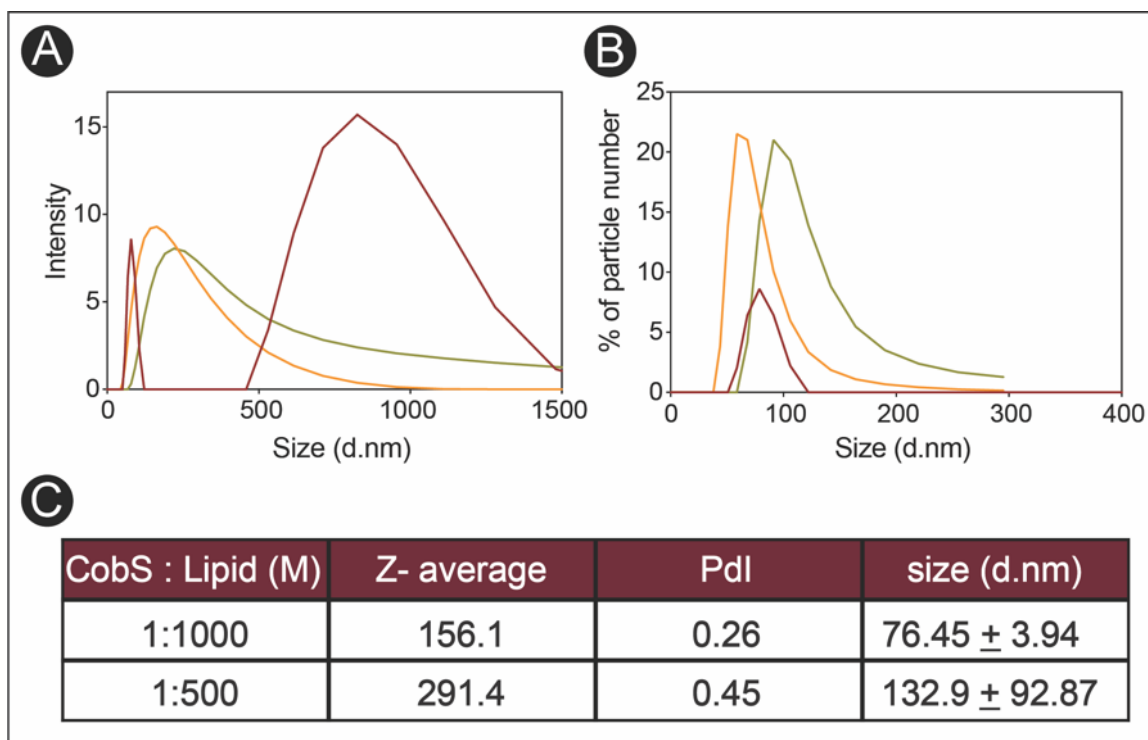 A
Intensity
15
10
5
0
0 500 1000 1500
Size (d.nm)
B
% of particle number
25
20
15
10
5
0
0 100 200 300 400
Size (d.nm)
C
CobS : Lipid (M) Z- average PdI size (d.nm)
1:1000 156.1 0.26 76.45 ± 3.94
1:500 291.4 0.45 132.9 ± 92.87